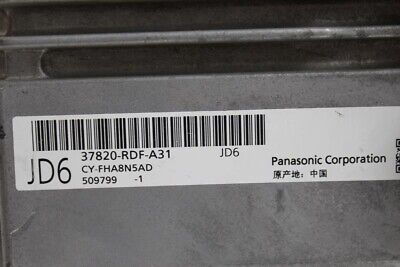 JD6
37820-RDF-A31
JD6
CY-FHA8N5AD
509799 -1
Panasonic Corporation
原产地：中国